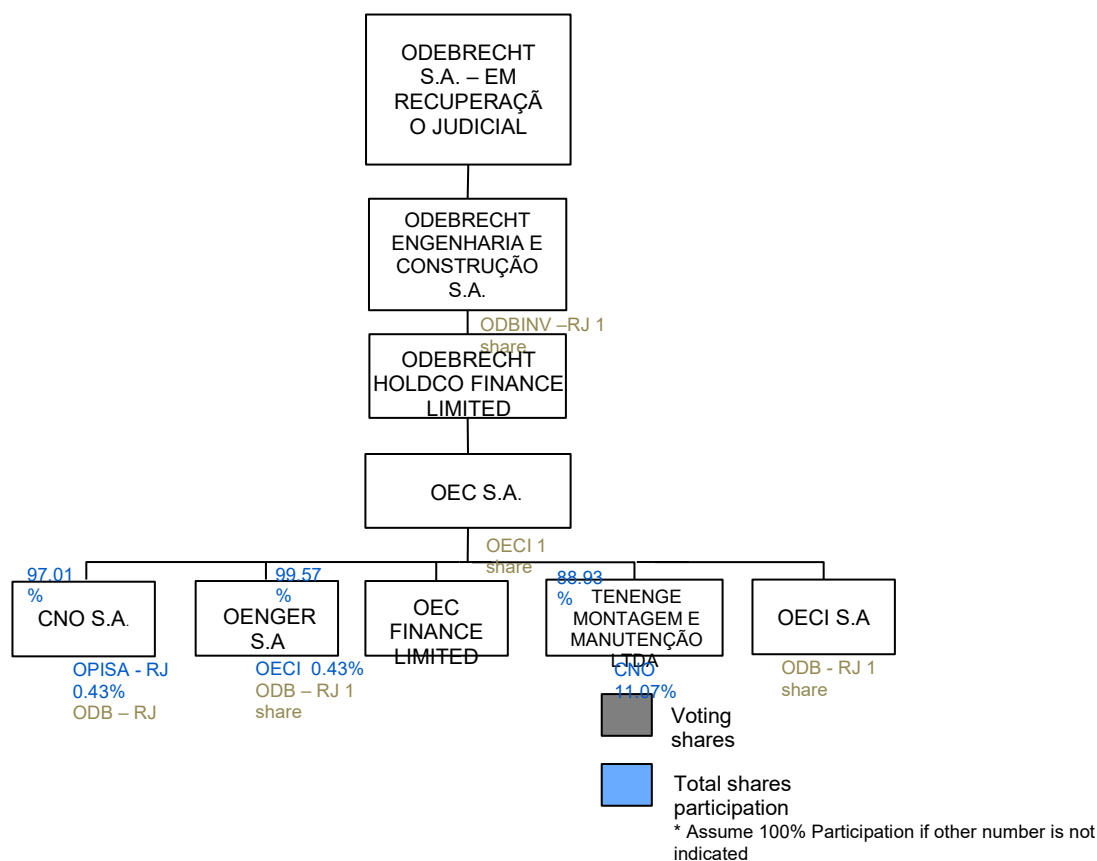 ODEBRECHT
S.A. – EM
RECUPERAÇÃ
O JUDICIAL
ODEBRECHT
ENGENHARIA E
CONSTRUÇÃO
S.A.
ODBINV –RJ 1
share
ODEBRECHT
HOLDCO FINANCE
LIMITED
OEC S.A.
OECI 1
share
97.01
%
CNO S.A.
OPISA - RJ
0.43%
ODB – RJ
99.57
%
OENGER
S.A
OECI 0.43%
ODB – RJ 1
share
OEC
FINANCE
LIMITED
88.93
%
TENENGE
MONTAGEM E
MANUTENÇÃO
LTDA
CNO
11.07%
OECI S.A
ODB - RJ 1
share
Voting
shares
Total shares
participation
* Assume 100% Participation if other number is not
indicated